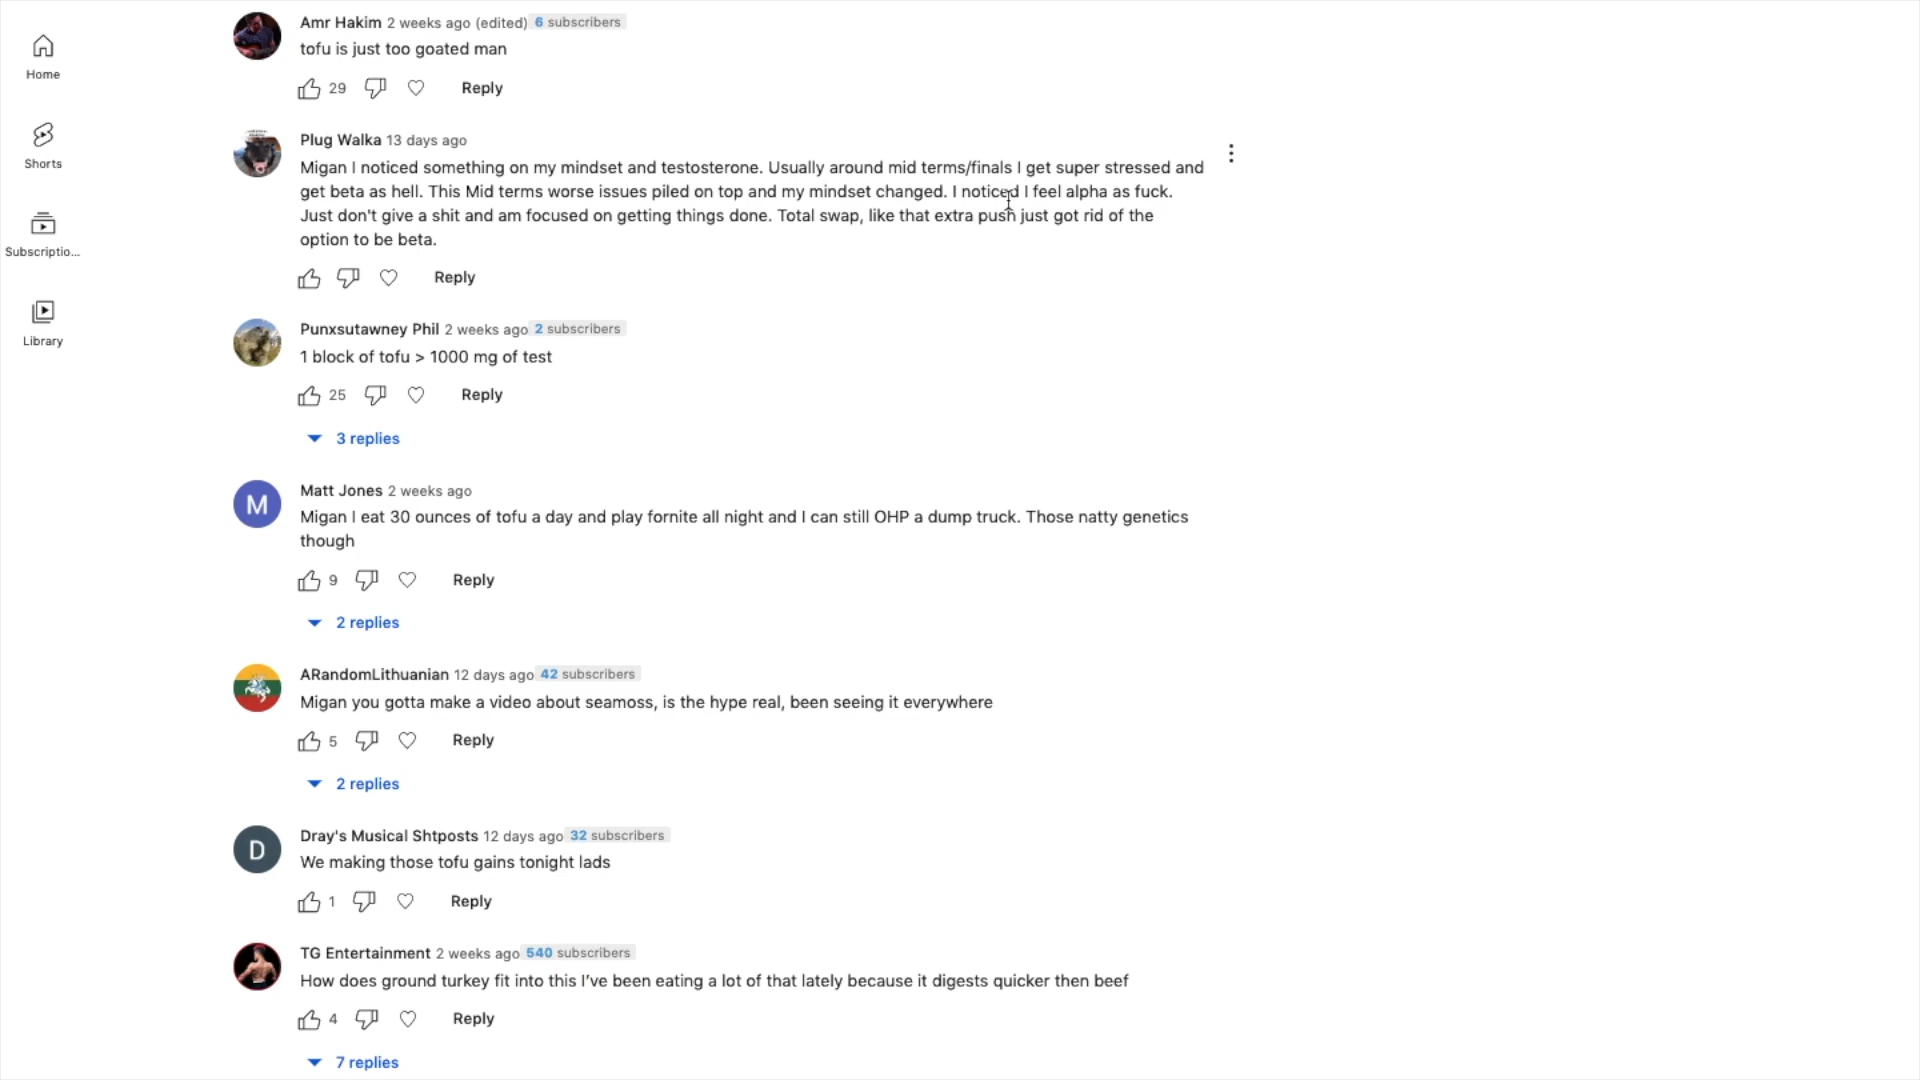 Home
Shorts
Subscriptio...
Library
Amr Hakim 2 weeks ago (edited) 6 subscribers
tofu is just too goated man
29 Reply
Plug Walka 13 days ago
Migan I noticed something on my mindset and testosterone. Usually around mid terms/finals I get super stressed and
get beta as hell. This Mid terms worse issues piled on top and my mindset changed. I noticed I feel alpha as fuck.
Just don't give a shit and am focused on getting things done. Total swap, like that extra push just got rid of the
option to be beta.
Reply
Punxsutawney Phil 2 weeks ago 2 subscribers
1 block of tofu > 1000 mg of test
25 Reply
3 replies
M
Matt Jones 2 weeks ago
Migan I eat 30 ounces of tofu a day and play fornite all night and I can still OHP a dump truck. Those natty genetics
though
9 Reply
2 replies
ARandomLithuanian 12 days ago 42 subscribers
Migan you gotta make a video about seamoss, is the hype real, been seeing it everywhere
5 Reply
2 replies
D
Dray's Musical Shtposts 12 days ago 32 subscribers
We making those tofu gains tonight lads
1 Reply
TG Entertainment 2 weeks ago 540 subscribers
How does ground turkey fit into this I've been eating a lot of that lately because it digests quicker then beef
4 Reply
7 replies